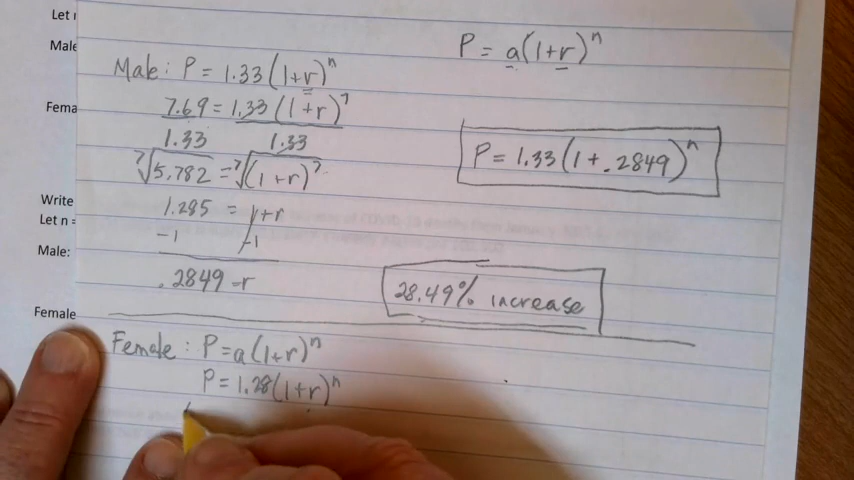 Let
Male
Male: P = 1.33(1+r)^n
P = a(1+r)^n
Fema
7.69 = 1.33(1+r)^7
1.33 1.33
⁷√5.782 = ⁷√(1+r)^7
P = 1.33(1+.2849)^n
Write
1.285 = 1+r
Let n =
-1 -1
Male:
.2849 = r
28.49% increase
Female
Female: P = a(1+r)^n
P = 1.28(1+r)^n